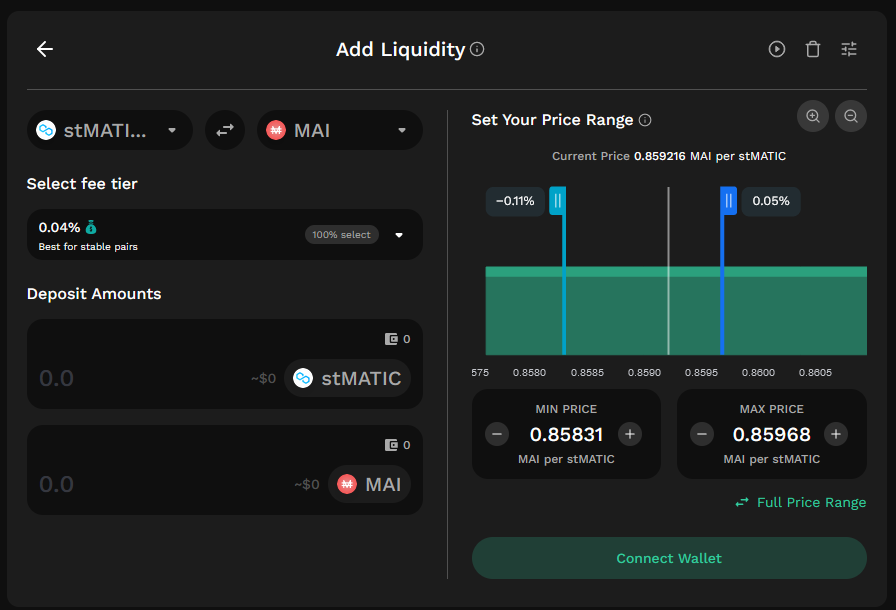 Add Liquidity
stMATI...
MAI
Select fee tier
0.04%
Best for stable pairs
100% select
Deposit Amounts
0
0.0
~$0
stMATIC
0
0.0
~$0
MAI
Set Your Price Range
Current Price 0.859216 MAI per stMATIC
−0.11%
0.05%
575 0.8580 0.8585 0.8590 0.8595 0.8600 0.8605
MIN PRICE
0.85831
MAI per stMATIC
MAX PRICE
0.85968
MAI per stMATIC
Full Price Range
Connect Wallet